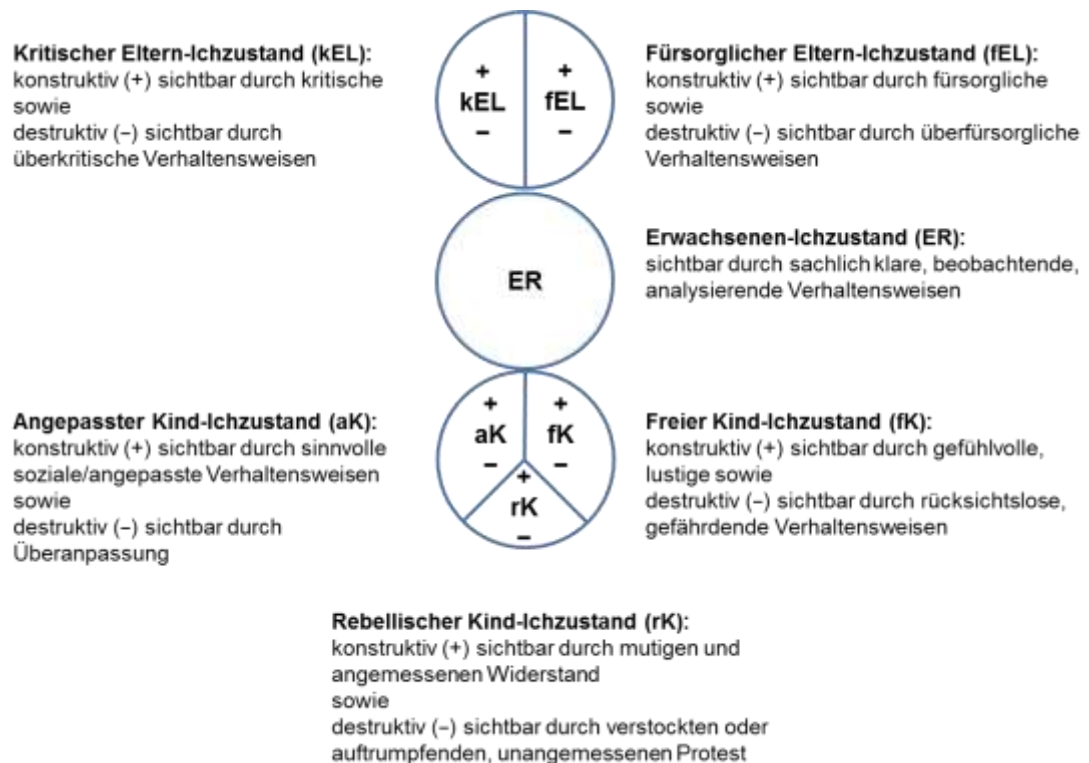 Kritischer Eltern-Ichzustand (kEL):
konstruktiv (+) sichtbar durch kritische
sowie
destruktiv (–) sichtbar durch
überkritische Verhaltensweisen
+
kEL
–
+
fEL
–
Fürsorglicher Eltern-Ichzustand (fEL):
konstruktiv (+) sichtbar durch fürsorgliche
sowie
destruktiv (–) sichtbar durch überfürsorgliche
Verhaltensweisen
ER
Erwachsenen-Ichzustand (ER):
sichtbar durch sachlich klare, beobachtende,
analysierende Verhaltensweisen
Angepasster Kind-Ichzustand (aK):
konstruktiv (+) sichtbar durch sinnvolle
soziale/angepasste Verhaltensweisen
sowie
destruktiv (–) sichtbar durch
Überanpassung
+
aK
–
+
fK
–
+
rK
–
Freier Kind-Ichzustand (fK):
konstruktiv (+) sichtbar durch gefühlvolle,
lustige sowie
destruktiv (–) sichtbar durch rücksichtslose,
gefährdende Verhaltensweisen
Rebellischer Kind-Ichzustand (rK):
konstruktiv (+) sichtbar durch mutigen und
angemessenen Widerstand
sowie
destruktiv (–) sichtbar durch verstockten oder
auftrumpfenden, unangemessenen Protest